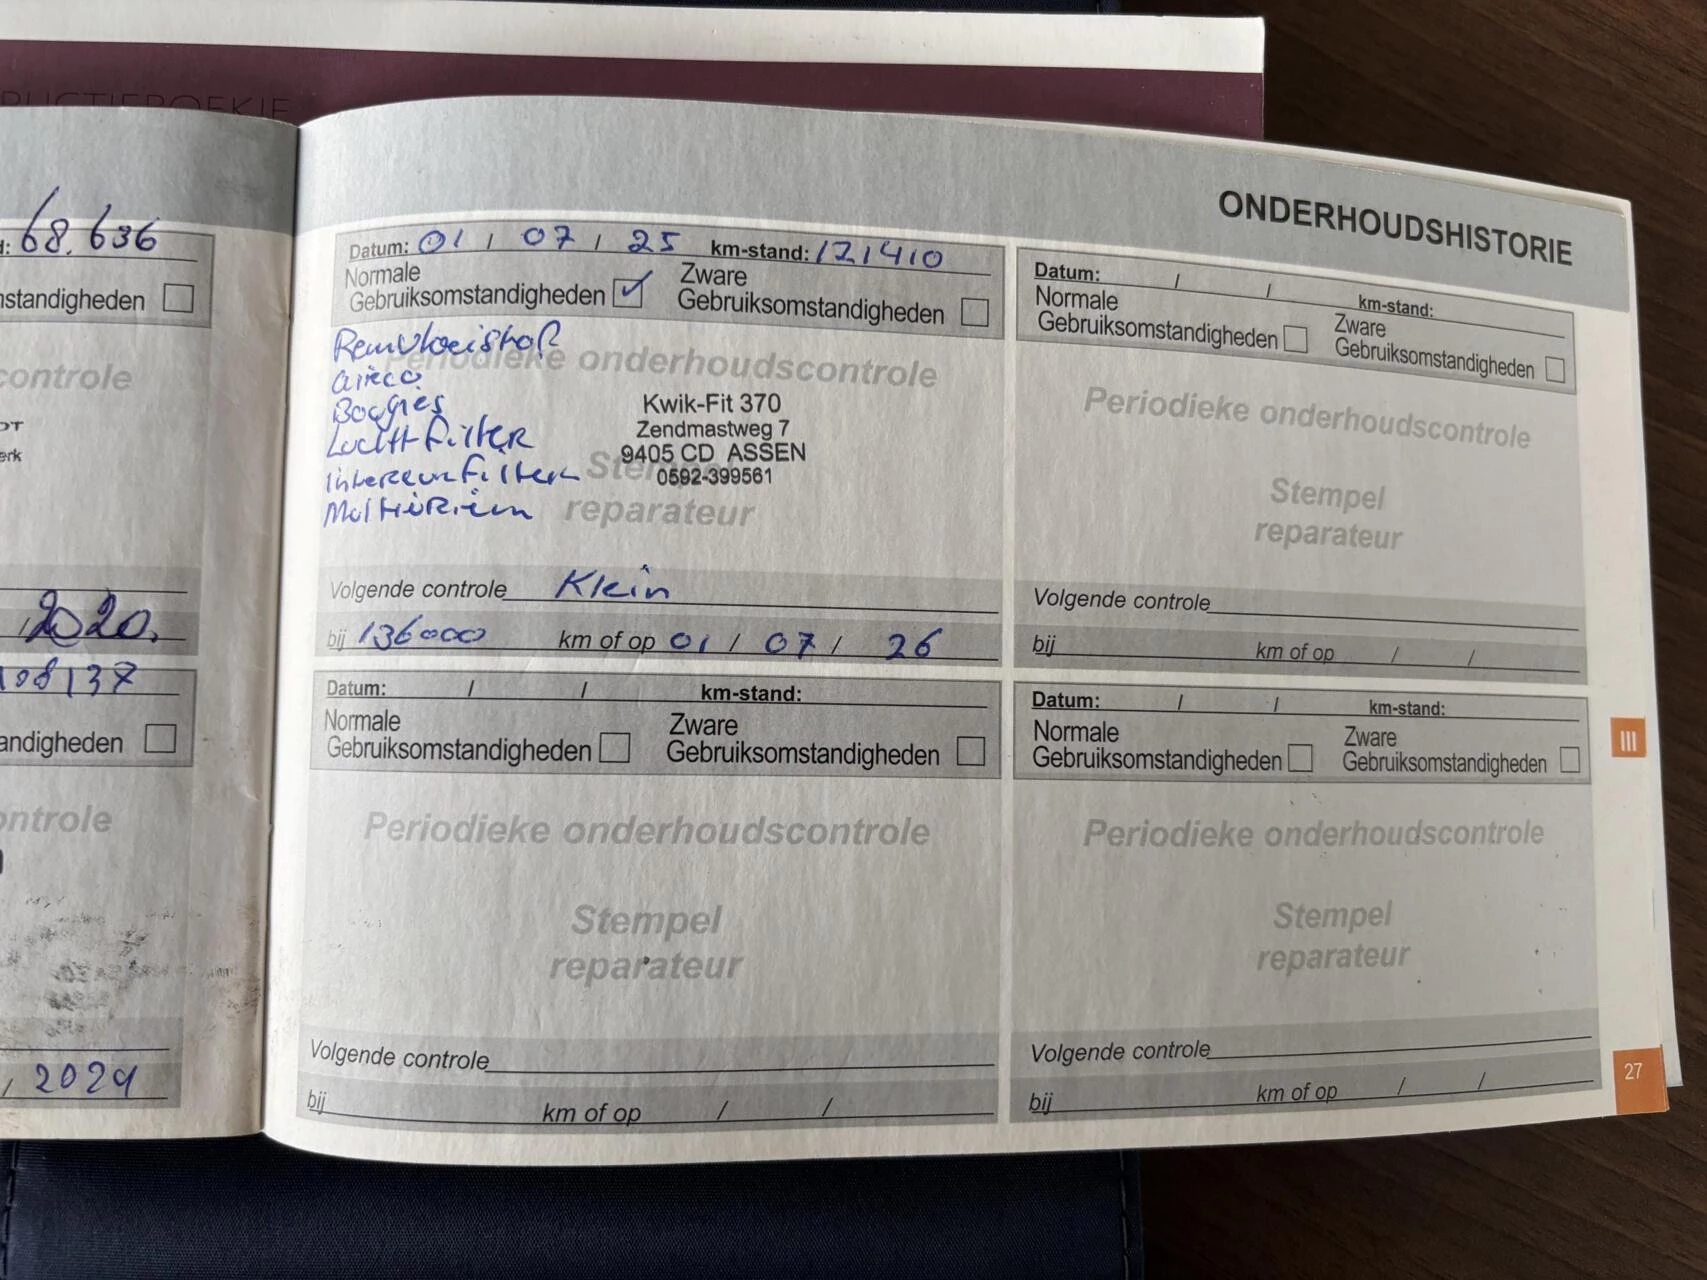 RUCTIEBOEKJE
68.636
standigheden
controle
2020.
108137
andigheden
ontrole
2024
ONDERHOUDSHISTORIE
Datum: 01 / 07 / 25 km-stand: 121410
Normale Gebruiksomstandigheden
Zware Gebruiksomstandigheden
Periodieke onderhoudscontrole
Remvloeistof
airco
Bougies
Luchtfilter
Interieurfilter
Multiriem
Kwik-Fit 370
Zendmastweg 7
9405 CD ASSEN
0592-399561
Stempel
reparateur
Volgende controle Klein
bij 136000 km of op 01 / 07 / 26
Datum: / / km-stand:
Normale Gebruiksomstandigheden
Zware Gebruiksomstandigheden
Periodieke onderhoudscontrole
Stempel
reparateur
Volgende controle
bij km of op / /
Datum: / / km-stand:
Normale Gebruiksomstandigheden
Zware Gebruiksomstandigheden
Periodieke onderhoudscontrole
Stempel
reparateur
Volgende controle
bij km of op / /
Datum: / / km-stand:
Normale Gebruiksomstandigheden
Zware Gebruiksomstandigheden
Periodieke onderhoudscontrole
Stempel
reparateur
Volgende controle
bij km of op / /
III
27